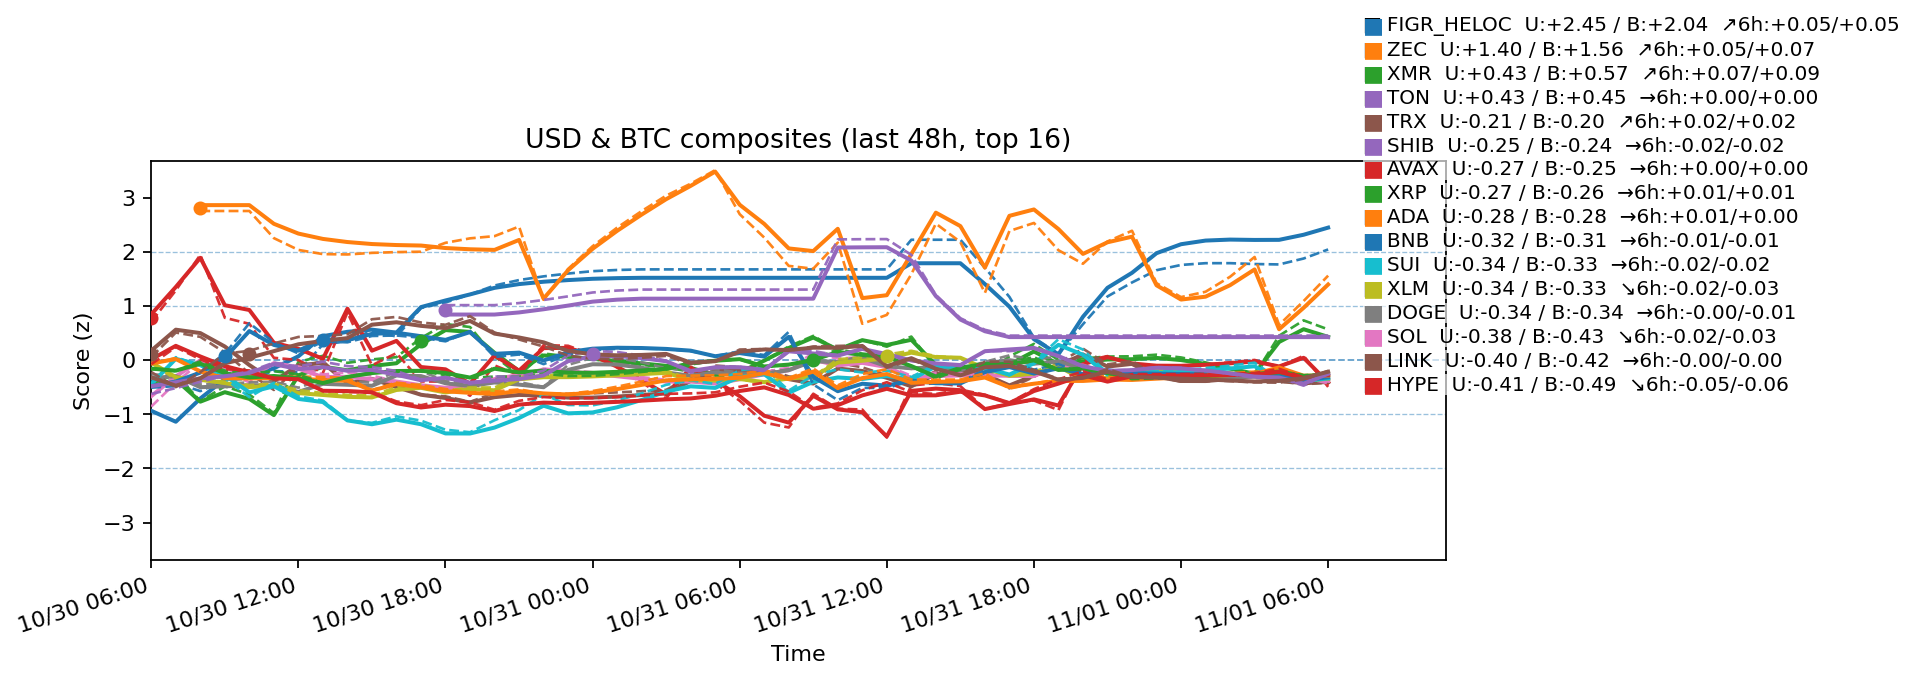 FIGR_HELOC  U:+2.45 / B:+2.04  ↗6h:+0.05/+0.05
ZEC  U:+1.40 / B:+1.56  ↗6h:+0.05/+0.07
XMR  U:+0.43 / B:+0.57  ↗6h:+0.07/+0.09
TON  U:+0.43 / B:+0.45  →6h:+0.00/+0.00
TRX  U:-0.21 / B:-0.20  ↗6h:+0.02/+0.02
SHIB  U:-0.25 / B:-0.24  →6h:-0.02/-0.02
AVAX  U:-0.27 / B:-0.25  →6h:+0.00/+0.00
XRP  U:-0.27 / B:-0.26  →6h:+0.01/+0.01
ADA  U:-0.28 / B:-0.28  →6h:+0.01/+0.00
BNB  U:-0.32 / B:-0.31  →6h:-0.01/-0.01
SUI  U:-0.34 / B:-0.33  →6h:-0.02/-0.02
XLM  U:-0.34 / B:-0.33  ↘6h:-0.02/-0.03
DOGE  U:-0.34 / B:-0.34  →6h:-0.00/-0.01
SOL  U:-0.38 / B:-0.43  ↘6h:-0.02/-0.03
LINK  U:-0.40 / B:-0.42  →6h:-0.00/-0.00
HYPE  U:-0.41 / B:-0.49  ↘6h:-0.05/-0.06
USD & BTC composites (last 48h, top 16)
Score (z)
3
2
1
0
−1
−2
−3
10/30 06:00
10/30 12:00
10/30 18:00
10/31 00:00
10/31 06:00
10/31 12:00
10/31 18:00
11/01 00:00
11/01 06:00
Time